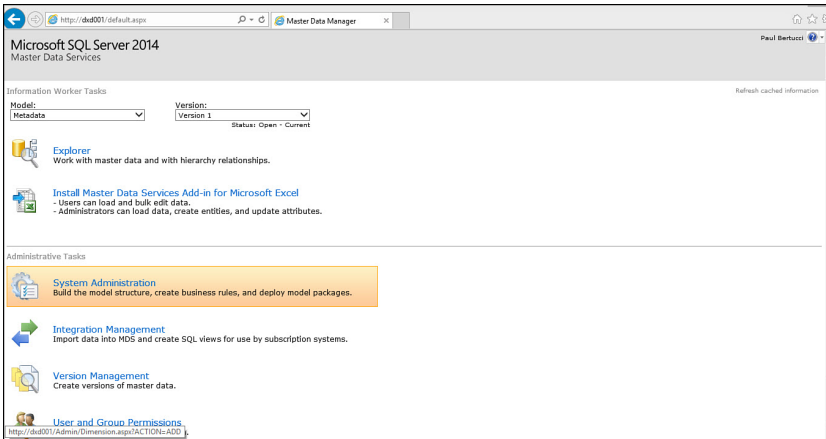 http://dxd001/default.aspx
Master Data Manager
Microsoft SQL Server 2014
Master Data Services
Paul Bertucci
Information Worker Tasks
Refresh cached information
Model:
Version:
Metadata
Version 1
Status: Open - Current
Explorer
Work with master data and with hierarchy relationships.
Install Master Data Services Add-in for Microsoft Excel
- Users can load and bulk edit data.
- Administrators can load data, create entities, and update attributes.
Administrative Tasks
System Administration
Build the model structure, create business rules, and deploy model packages.
Integration Management
Import data into MDS and create SQL views for use by subscription systems.
Version Management
Create versions of master data.
User and Group Permissions
http://dxd001/Admin/Dimension.aspx?ACTION=ADD